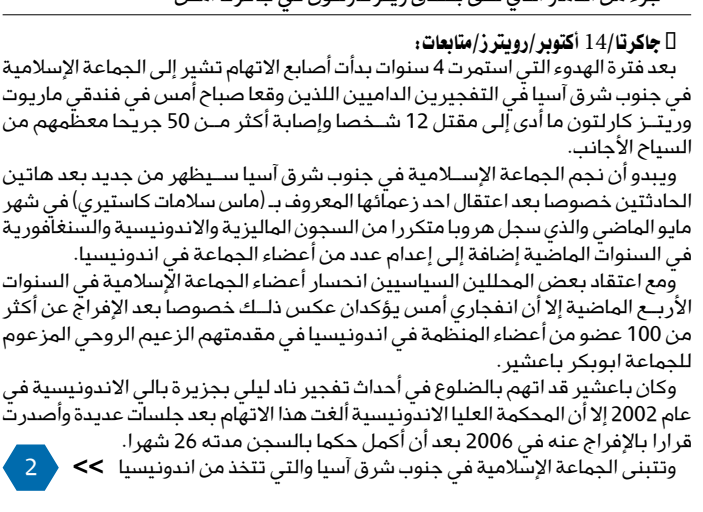 جاكرتا/14 أكتوبر/رويترز/متابعات:
بعد فترة الهدوء التي استمرت 4 سنوات بدأت أصابع الاتهام تشير إلى الجماعة الإسلامية
في جنوب شرق آسيا في التفجيرين الداميين اللذين وقعا صباح أمس في فندقي ماريوت
وريتـز كارلتون ما أدى إلى مقتل 12 شـخصا وإصابة أكثر مـن 50 جريحا معظمهم من
السياح الأجانب.
ويبدو أن نجم الجماعة الإسـلامية في جنوب شرق آسيا سـيظهر من جديد بعد هاتين
الحادثتين خصوصا بعد اعتقال احد زعمائها المعروف بـ (ماس سلامات كاستيري) في شهر
مايو الماضي والذي سجل هروبا متكررا من السجون الماليزية والاندونيسية والسنغافورية
في السنوات الماضية إضافة إلى إعدام عدد من أعضاء الجماعة في اندونيسيا.
ومع اعتقاد بعض المحللين السياسيين انحسار أعضاء الجماعة الإسلامية في السنوات
الأربـع الماضية إلا أن انفجاري أمس يؤكدان عكس ذلـك خصوصا بعد الإفراج عن أكثر
من 100 عضو من أعضاء المنظمة في اندونيسيا في مقدمتهم الزعيم الروحي المزعوم
للجماعة ابوبكر باعشير.
وكان باعشير قد اتهم بالضلوع في أحداث تفجير ناد ليلي بجزيرة بالي الاندونيسية في
عام 2002 إلا أن المحكمة العليا الاندونيسية ألغت هذا الاتهام بعد جلسات عديدة وأصدرت
قرارا بالإفراج عنه في 2006 بعد أن أكمل حكما بالسجن مدته 26 شهرا.
وتتبنى الجماعة الإسلامية في جنوب شرق آسيا والتي تتخذ من اندونيسيا >> 2